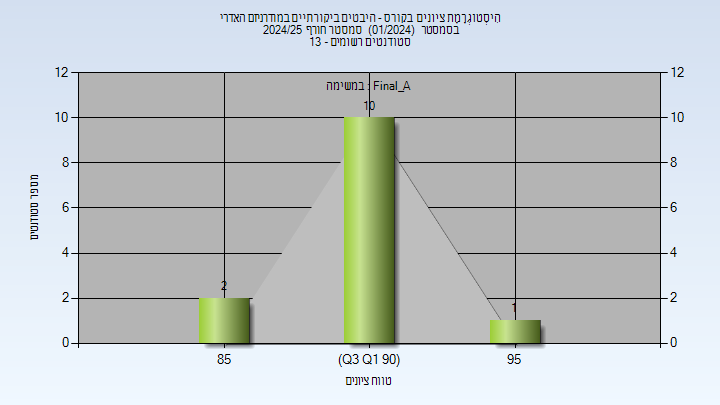 היסטוגרמת ציונים בקורס - היבטים ביקורתיים במודרניזם האדרי
בסמסטר (01/2024) סמסטר חורף 2024/25
סטודנטים רשומים - 13
במשימה : Final_A
12
10
8
6
4
2
0
12
10
8
6
4
2
0
2
10
1
85
(Q3 Q1 90)
95
מספר סטודנטים
טווח ציונים